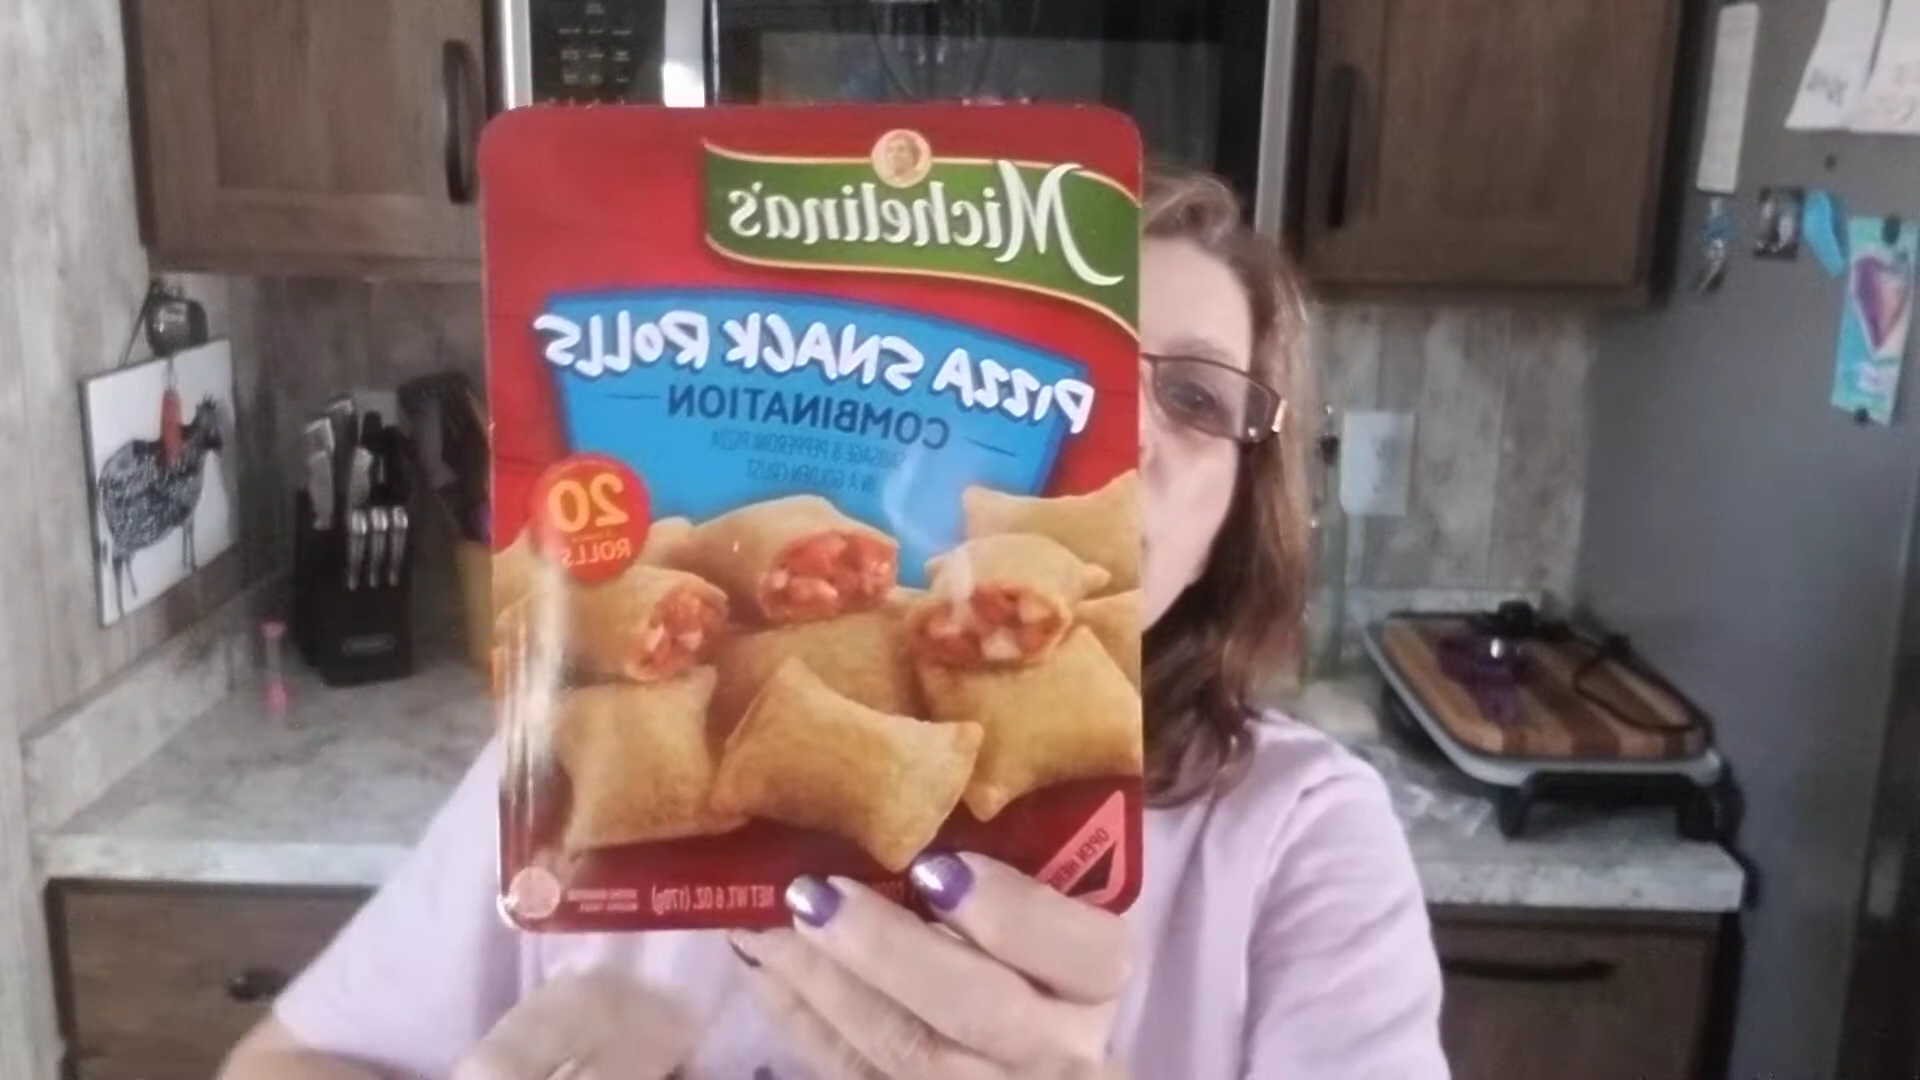 Michelina's
PIZZA SNACK ROLLS
COMBINATION
SAUSAGE & PEPPERONI PIZZA
IN A GOLDEN CRUST
20
ROLLS
OPEN HERE
NET WT. 6 OZ. (170g)